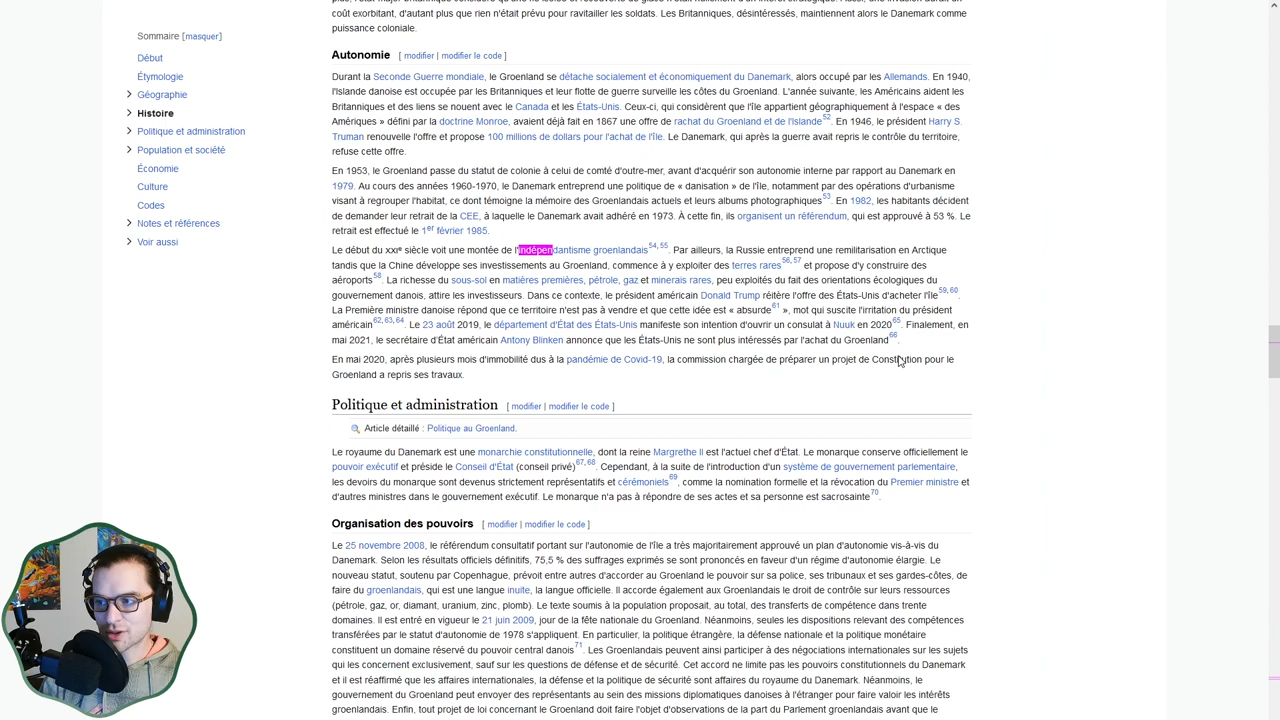 plus, l'état-major britannique considère qu'une île isolée et recouverte de glace n'était finalement d'un intérêt stratégique. Aussi, une invasion aurait un
coût exorbitant, d'autant plus que rien n'était prévu pour ravitailler les soldats. Les Britanniques, désintéressés, maintiennent alors le Danemark comme
puissance coloniale.
Sommaire [masquer]
Début
Étymologie
Géographie
Histoire
Politique et administration
Population et société
Économie
Culture
Codes
Notes et références
Voir aussi
Autonomie [ modifier | modifier le code ]
Durant la Seconde Guerre mondiale, le Groenland se détache socialement et économiquement du Danemark, alors occupé par les Allemands. En 1940,
l'Islande danoise est occupée par les Britanniques et leur flotte de guerre surveille les côtes du Groenland. L'année suivante, les Américains aident les
Britanniques et des liens se nouent avec le Canada et les États-Unis. Ceux-ci, qui considèrent que l'île appartient géographiquement à l'espace « des
Amériques » défini par la doctrine Monroe, avaient déjà fait en 1867 une offre de rachat du Groenland et de l'Islande52. En 1946, le président Harry S.
Truman renouvelle l'offre et propose 100 millions de dollars pour l'achat de l'île. Le Danemark, qui après la guerre avait repris le contrôle du territoire,
refuse cette offre.
En 1953, le Groenland passe du statut de colonie à celui de comté d'outre-mer, avant d'acquérir son autonomie interne par rapport au Danemark en
1979. Au cours des années 1960-1970, le Danemark entreprend une politique de « danisation » de l'île, notamment par des opérations d'urbanisme
visant à regrouper l'habitat, ce dont témoigne la mémoire des Groenlandais actuels et leurs albums photographiques53. En 1982, les habitants décident
de demander leur retrait de la CEE, à laquelle le Danemark avait adhéré en 1973. À cette fin, ils organisent un référendum, qui est approuvé à 53 %. Le
retrait est effectué le 1er février 1985.
Le début du XXIe siècle voit une montée de l'indépendantisme groenlandais54, 55. Par ailleurs, la Russie entreprend une remilitarisation en Arctique
tandis que la Chine développe ses investissements au Groenland, commence à y exploiter des terres rares56, 57 et propose d'y construire des
aéroports58. La richesse du sous-sol en matières premières, pétrole, gaz et minerais rares, peu exploités du fait des orientations écologiques du
gouvernement danois, attire les investisseurs. Dans ce contexte, le président américain Donald Trump réitère l'offre des États-Unis d'acheter l'île59, 60.
La Première ministre danoise répond que ce territoire n'est pas à vendre et que cette idée est « absurde61 », mot qui suscite l'irritation du président
américain62, 63, 64. Le 23 août 2019, le département d'État des États-Unis manifeste son intention d'ouvrir un consulat à Nuuk en 202065. Finalement, en
mai 2021, le secrétaire d'État américain Antony Blinken annonce que les États-Unis ne sont plus intéressés par l'achat du Groenland66.
En mai 2020, après plusieurs mois d'immobilité dus à la pandémie de Covid-19, la commission chargée de préparer un projet de Constitution pour le
Groenland a repris ses travaux.
Politique et administration [ modifier | modifier le code ]
Article détaillé : Politique au Groenland.
Le royaume du Danemark est une monarchie constitutionnelle, dont la reine Margrethe II est l'actuel chef d'État. Le monarque conserve officiellement le
pouvoir exécutif et préside le Conseil d'État (conseil privé)67, 68. Cependant, à la suite de l'introduction d'un système de gouvernement parlementaire,
les devoirs du monarque sont devenus strictement représentatifs et cérémoniels69, comme la nomination formelle et la révocation du Premier ministre et
d'autres ministres dans le gouvernement exécutif. Le monarque n'a pas à répondre de ses actes et sa personne est sacrosainte70.
Organisation des pouvoirs [ modifier | modifier le code ]
Le 25 novembre 2008, le référendum consultatif portant sur l'autonomie de l'île a très majoritairement approuvé un plan d'autonomie vis-à-vis du
Danemark. Selon les résultats officiels définitifs, 75,5 % des suffrages exprimés se sont prononcés en faveur d'un régime d'autonomie élargie. Le
nouveau statut, soutenu par Copenhague, prévoit entre autres d'accorder au Groenland le pouvoir sur sa police, ses tribunaux et ses gardes-côtes, de
faire du groenlandais, qui est une langue inuite, la langue officielle. Il accorde également aux Groenlandais le droit de contrôle sur leurs ressources
(pétrole, gaz, or, diamant, uranium, zinc, plomb). Le texte soumis à la population proposait, au total, des transferts de compétence dans trente
domaines. Il est entré en vigueur le 21 juin 2009, jour de la fête nationale du Groenland. Néanmoins, seules les dispositions relevant des compétences
transférées par le statut d'autonomie de 1978 s'appliquent. En particulier, la politique étrangère, la défense nationale et la politique monétaire
constituent un domaine réservé du pouvoir central danois71. Les Groenlandais peuvent ainsi participer à des négociations internationales sur les sujets
qui les concernent exclusivement, sauf sur les questions de défense et de sécurité. Cet accord ne limite pas les pouvoirs constitutionnels du Danemark
et il est réaffirmé que les affaires internationales, la défense et la politique de sécurité sont affaires du royaume du Danemark. Néanmoins, le
gouvernement du Groenland peut envoyer des représentants au sein des missions diplomatiques danoises à l'étranger pour faire valoir les intérêts
groenlandais. Enfin, tout projet de loi concernant le Groenland doit faire l'objet d'observations de la part du Parlement groenlandais avant que le